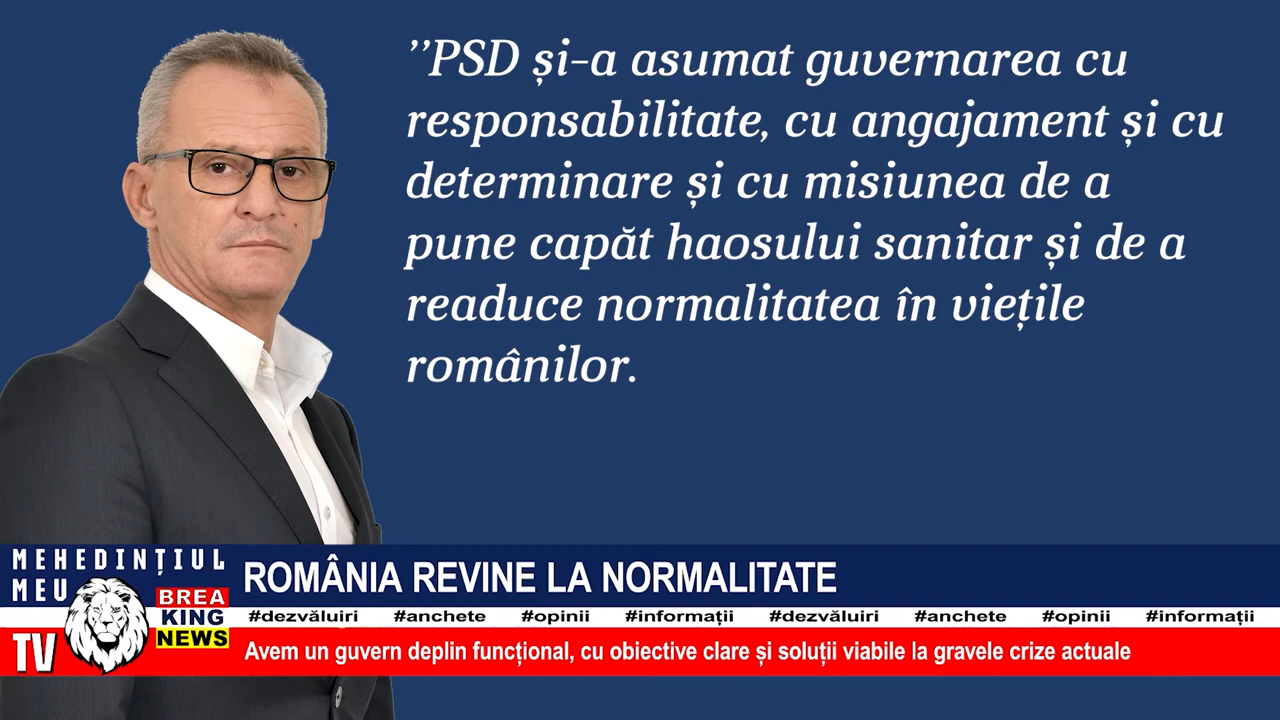 ’’PSD și-a asumat guvernarea cu
responsabilitate, cu angajament și cu
determinare și cu misiunea de a
pune capăt haosului sanitar și de a
readuce normalitatea în viețile
românilor.
MEHEDINȚIUL
MEU
TV
BREA
KING
NEWS
ROMÂNIA REVINE LA NORMALITATE
#dezvăluiri #anchete #opinii #informații #dezvăluiri #anchete #opinii #informații
Avem un guvern deplin funcțional, cu obiective clare și soluții viabile la gravele crize actuale